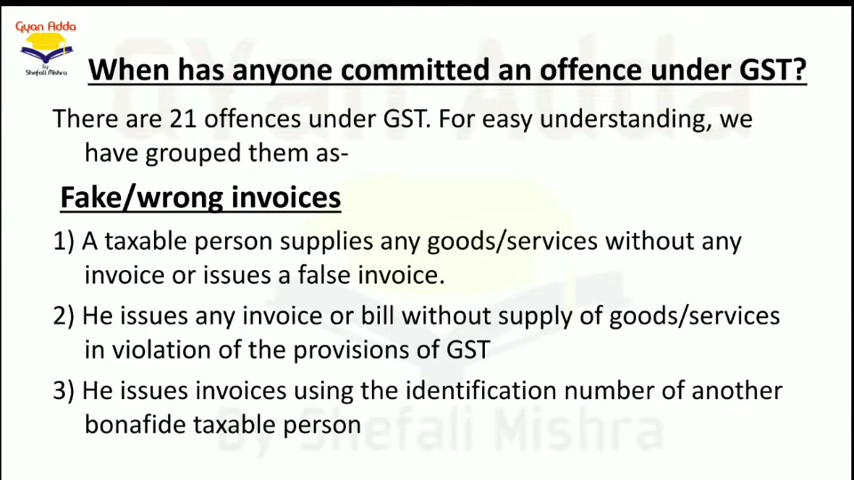 Gyan Adda
By
Shefali Mishra
When has anyone committed an offence under GST?
There are 21 offences under GST. For easy understanding, we
have grouped them as-
Fake/wrong invoices
1) A taxable person supplies any goods/services without any
invoice or issues a false invoice.
2) He issues any invoice or bill without supply of goods/services
in violation of the provisions of GST
3) He issues invoices using the identification number of another
bonafide taxable person
GYan Adda
By Shefali Mishra